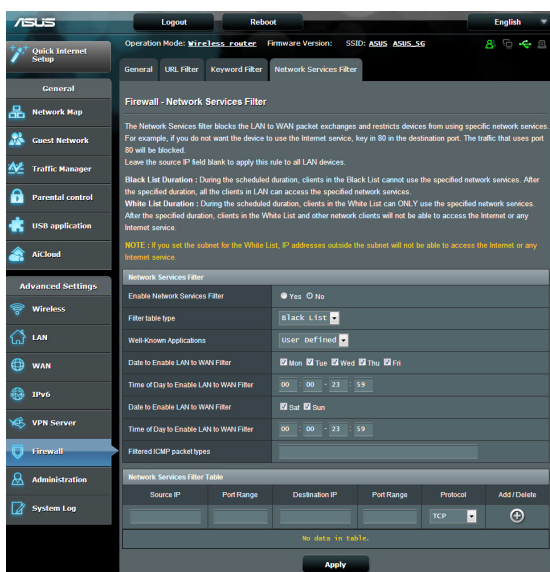 ASUS
Logout
Reboot
English
Quick Internet Setup
Operation Mode: Wireless router Firmware Version: SSID: ASUS ASUS_5G
General URL Filter Keyword Filter Network Services Filter
General
Network Map
Guest Network
Traffic Manager
Parental control
USB application
AiCloud
Advanced Settings
Wireless
LAN
WAN
IPv6
VPN Server
Firewall
Administration
System Log
Firewall - Network Services Filter
The Network Services filter blocks the LAN to WAN packet exchanges and restricts devices from using specific network services.
For example, if you do not want the device to use the Internet service, key in 80 in the destination port. The traffic that uses port
80 will be blocked.
Leave the source IP field blank to apply this rule to all LAN devices.
Black List Duration : During the scheduled duration, clients in the Black List cannot use the specified network services. After
the specified duration, all the clients in LAN can access the specified network services.
White List Duration : During the scheduled duration, clients in the White List can ONLY use the specified network services.
After the specified duration, clients in the White List and other network clients will not be able to access the Internet or any
Internet service.
NOTE : If you set the subnet for the White List, IP addresses outside the subnet will not be able to access the Internet or any
Internet service.
Network Services Filter
Enable Network Services Filter Yes No
Filter table type Black List
Well-Known Applications User Defined
Date to Enable LAN to WAN Filter Mon Tue Wed Thu Fri
Time of Day to Enable LAN to WAN Filter 00 : 00 - 23 : 59
Date to Enable LAN to WAN Filter Sat Sun
Time of Day to Enable LAN to WAN Filter 00 : 00 - 23 : 59
Filtered ICMP packet types
Network Services Filter Table
Source IP Port Range Destination IP Port Range Protocol Add / Delete
TCP
No data in table.
Apply